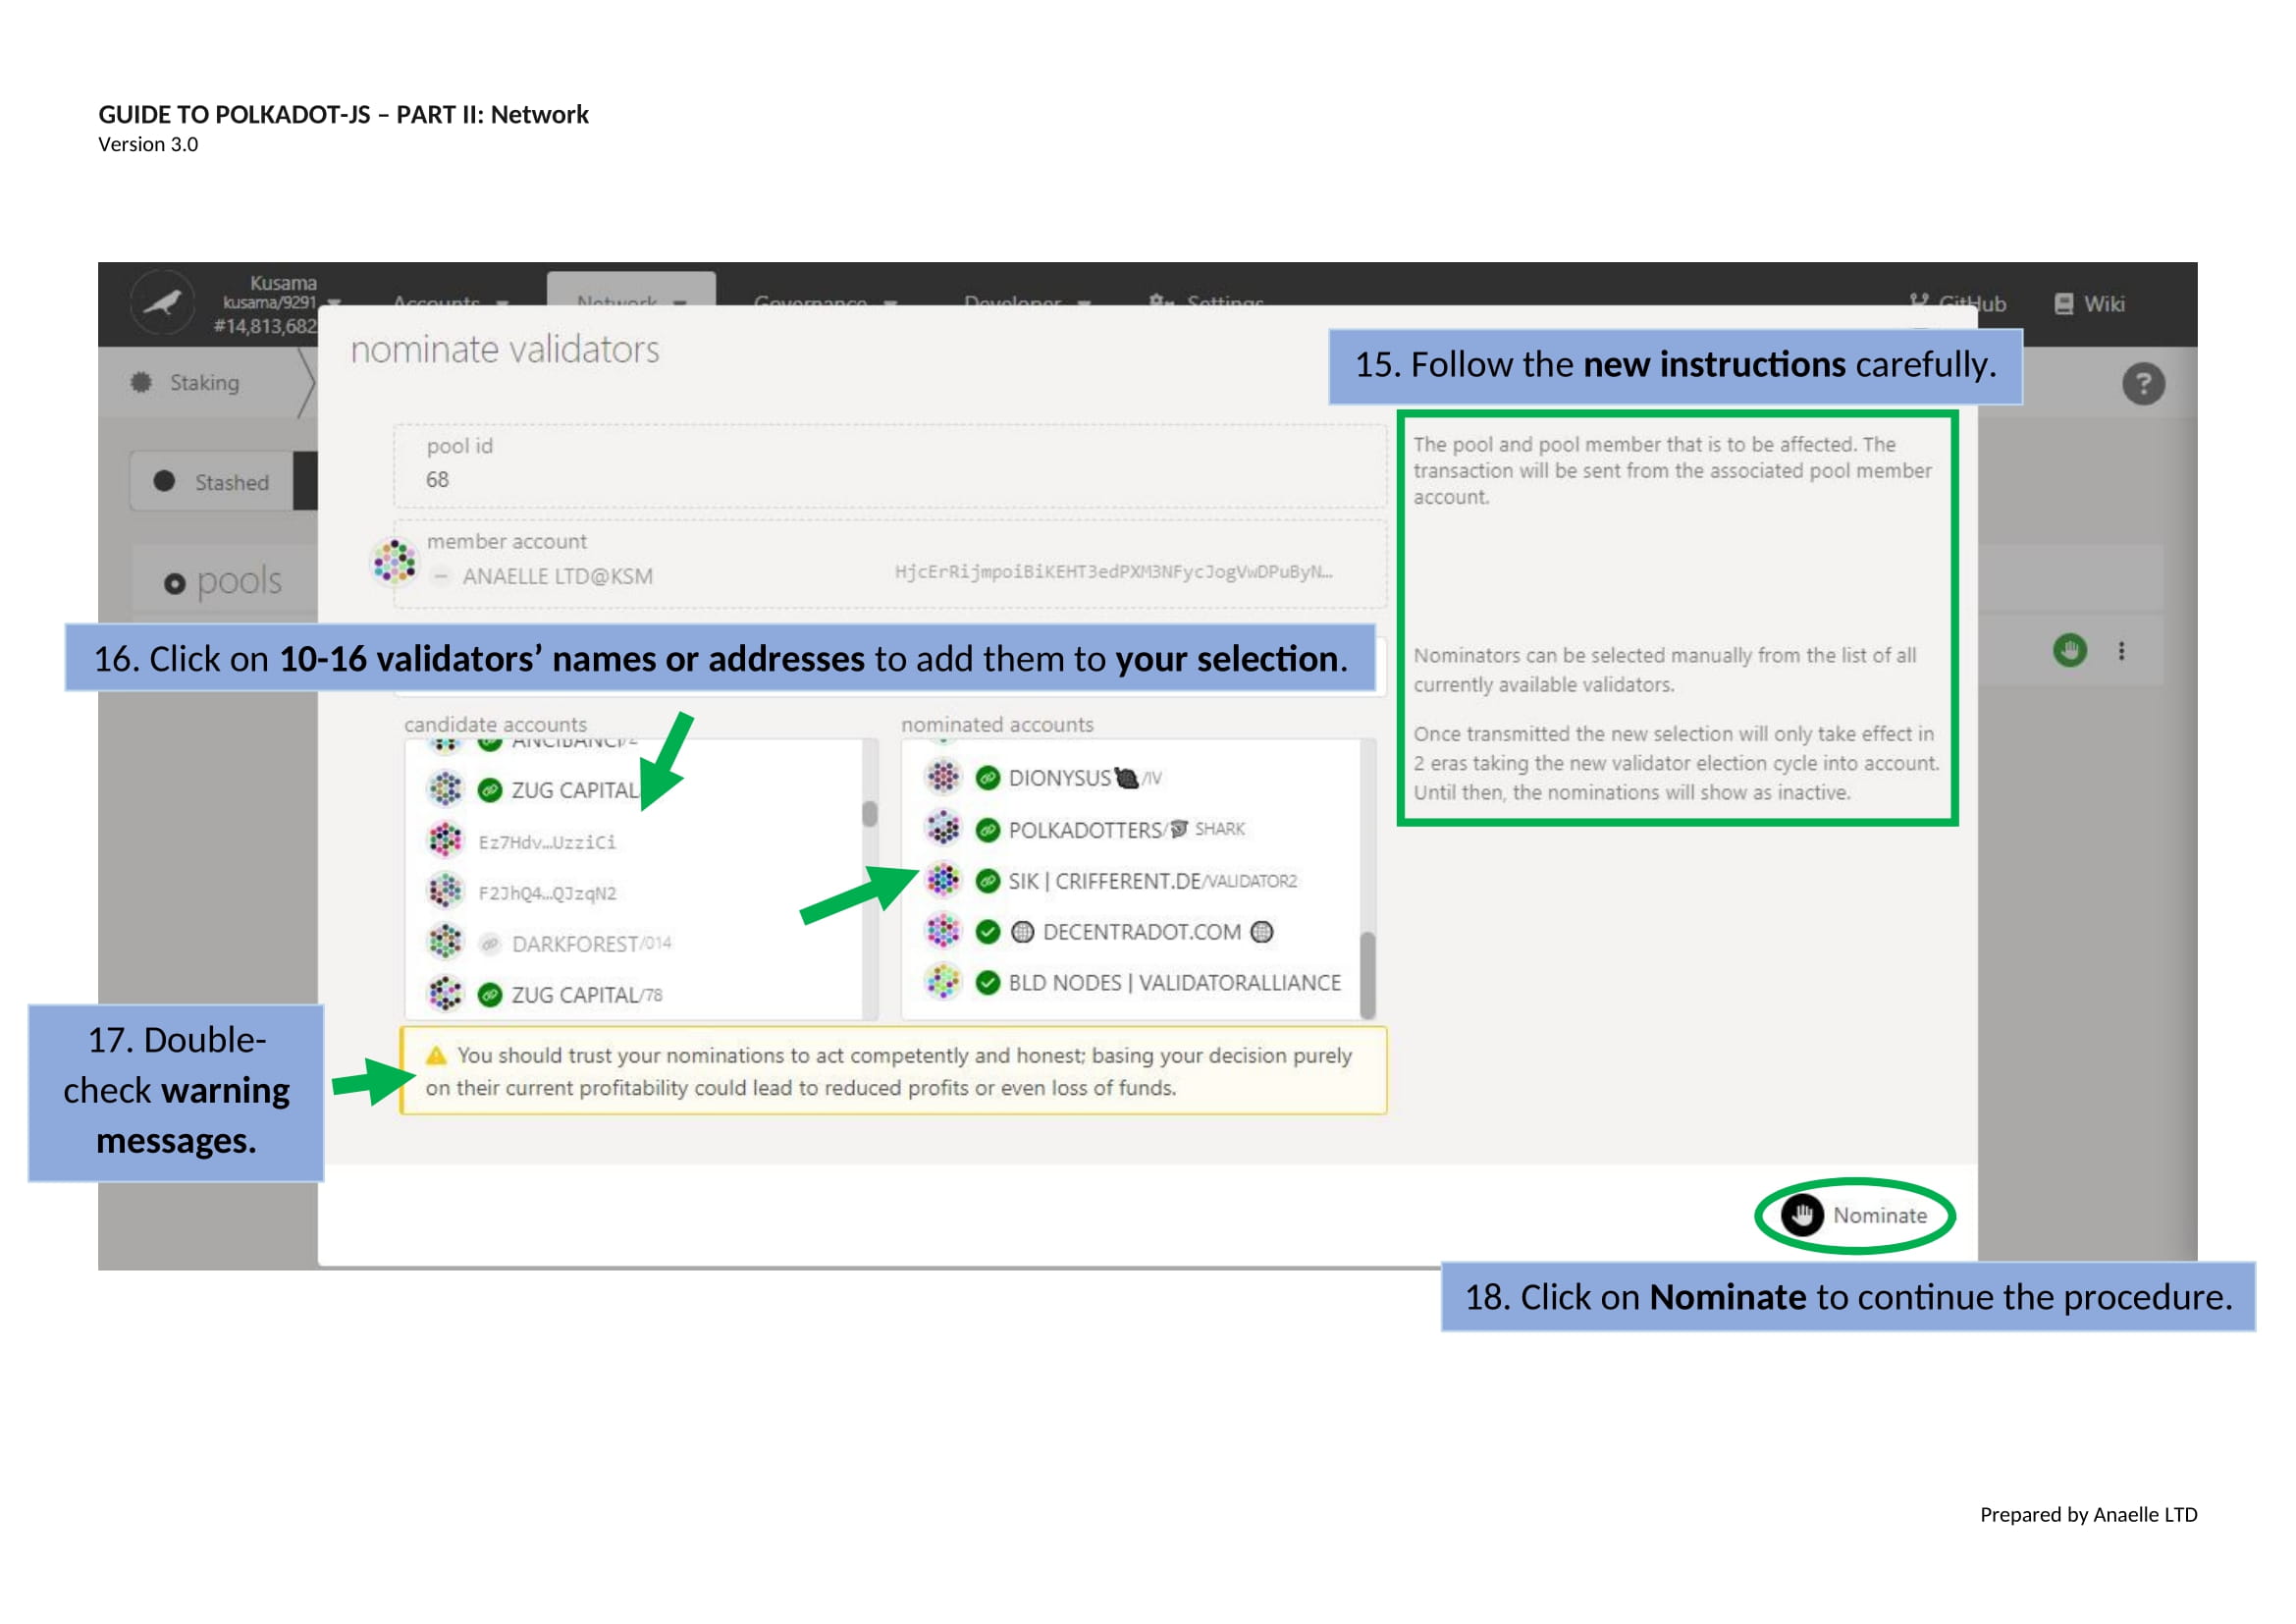 GUIDE TO POLKADOT-JS – PART II: Network
Version 3.0
Kusama
kusama/9291
#14,813,682
Accounts
Network
Governance
Developer
Settings
GitHub
Wiki
nominate validators
15. Follow the new instructions carefully.
Staking
?
pool id
68
The pool and pool member that is to be affected. The
transaction will be sent from the associated pool member
account.
Stashed
member account
ANAELLE LTD@KSM
HjcErRijmpoiBiKEHT3edPXM3NFycJogVwDPuByN…
pools
16. Click on 10-16 validators’ names or addresses to add them to your selection.
Nominators can be selected manually from the list of all
currently available validators.
Once transmitted the new selection will only take effect in
2 eras taking the new validator election cycle into account.
Until then, the nominations will show as inactive.
candidate accounts
ZUG CAPITAL
Ez7Hdv…UzziCi
F2JhQ4…QJzqN2
DARKFOREST/014
ZUG CAPITAL/78
nominated accounts
DIONYSUS/IV
POLKADOTTERS/ SHARK
SIK | CRIFFERENT.DE/VALIDATOR2
DECENTRADOT.COM
BLD NODES | VALIDATORALLIANCE
17. Double-
check warning
messages.
You should trust your nominations to act competently and honest; basing your decision purely
on their current profitability could lead to reduced profits or even loss of funds.
Nominate
18. Click on Nominate to continue the procedure.
Prepared by Anaelle LTD